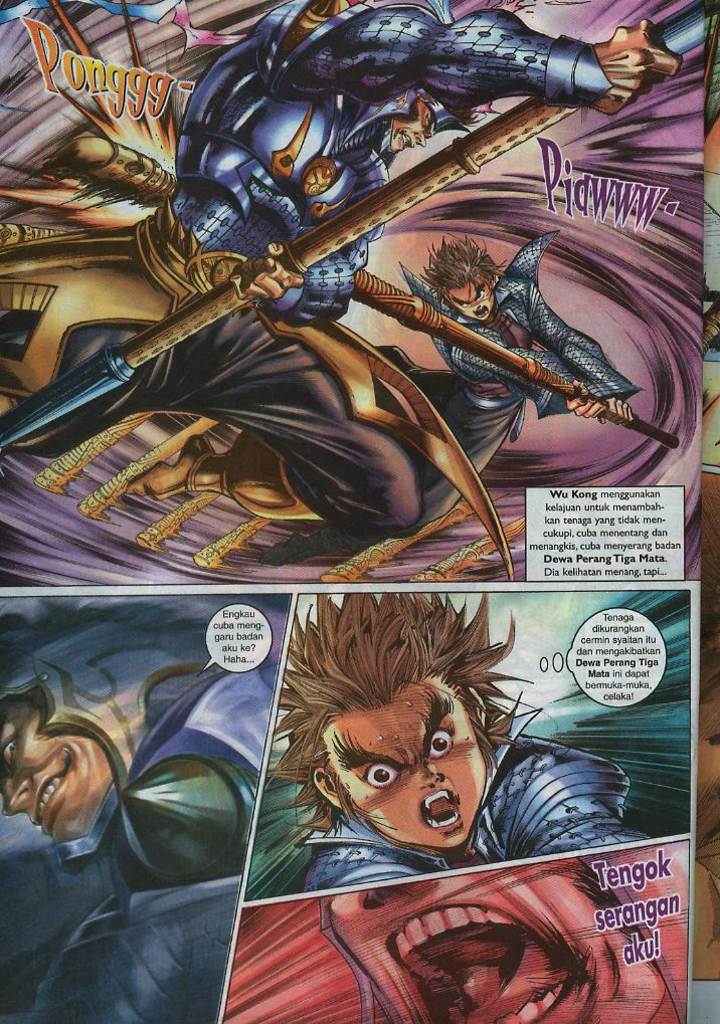 Ponggg-
Pidwww-
Wu Kong menggunakan
kelajuan untuk menambah-
kan tenaga yang tidak men-
cukupi, cuba menentang dan
menangkis, cuba menyerang badan
Dewa Perang Tiga Mata.
Dia kelihatan menang, tapi...
Engkau
cuba meng-
garu badan
aku ke?
Haha...
Tenaga
dikurangkan
cermin syaitan itu
dan mengakibatkan
Dewa Perang Tiga
Mata ini dapat
bermuka-muka,
celaka!
Tengok
serangan
aku!